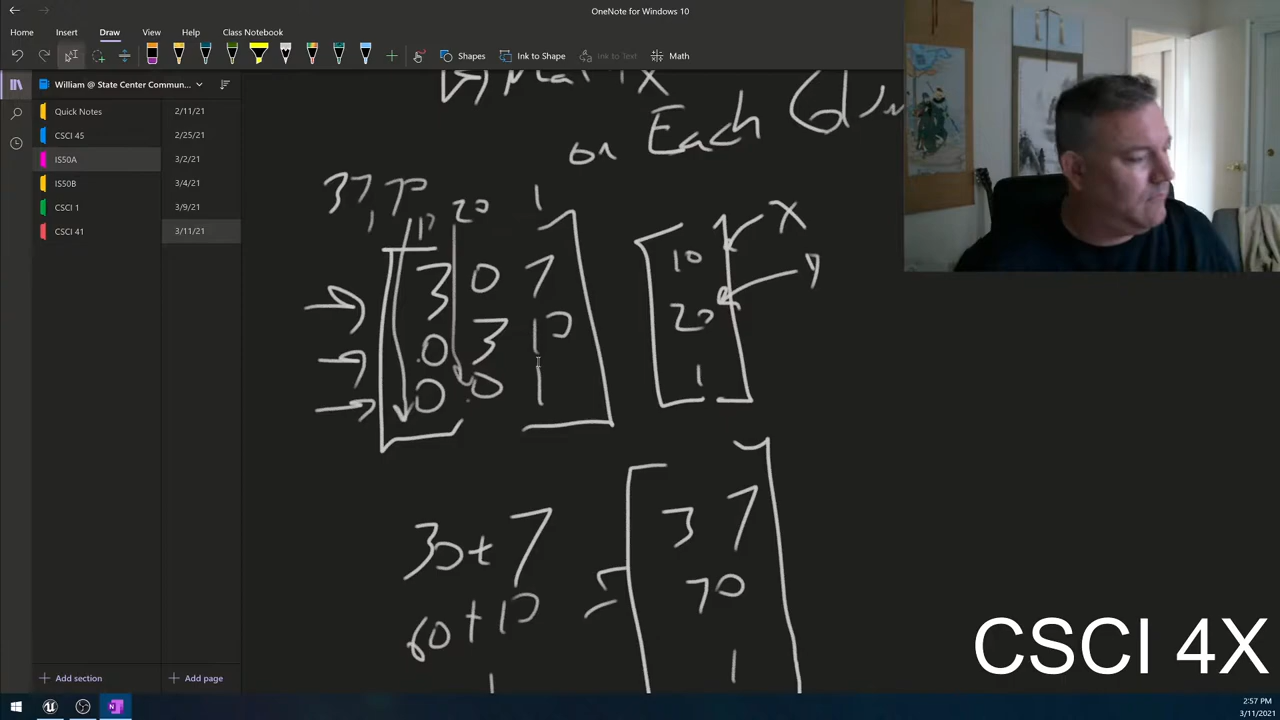 OneNote for Windows 10
Home Insert Draw View Help Class Notebook
Shapes Ink to Shape Ink to Text Math
William @ State Center Commun...
Quick Notes
CSCI 45
IS50A
IS50B
CSCI 1
CSCI 41
2/11/21
2/25/21
3/2/21
3/4/21
3/9/21
3/11/21
on Each
37, 70
10 20 1
3 0 7
0 3 10
0 0 1
10
20
1
X
y
30+7
60+10
1
=
37
70
1
CSCI 4X
Add section
Add page
2:57 PM
3/11/2021